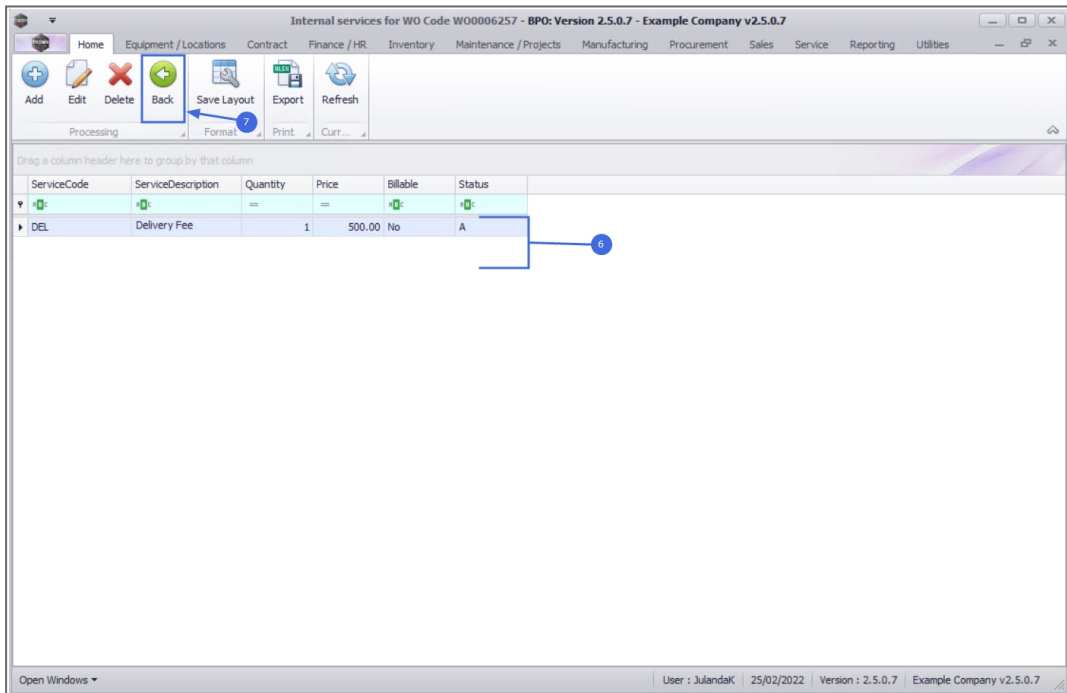 Internal services for WO Code WO0006257 - BPO: Version 2.5.0.7 - Example Company v2.5.0.7
Home Equipment / Locations Contract Finance / HR Inventory Maintenance / Projects Manufacturing Procurement Sales Service Reporting Utilities
Add Edit Delete Back Save Layout Export Refresh
7
Processing Format Print Curr...
Drag a column header here to group by that column
ServiceCode ServiceDescription Quantity Price Billable Status
DEL Delivery Fee 1 500.00 No A
6
Open Windows User : JulandaK 25/02/2022 Version : 2.5.0.7 Example Company v2.5.0.7